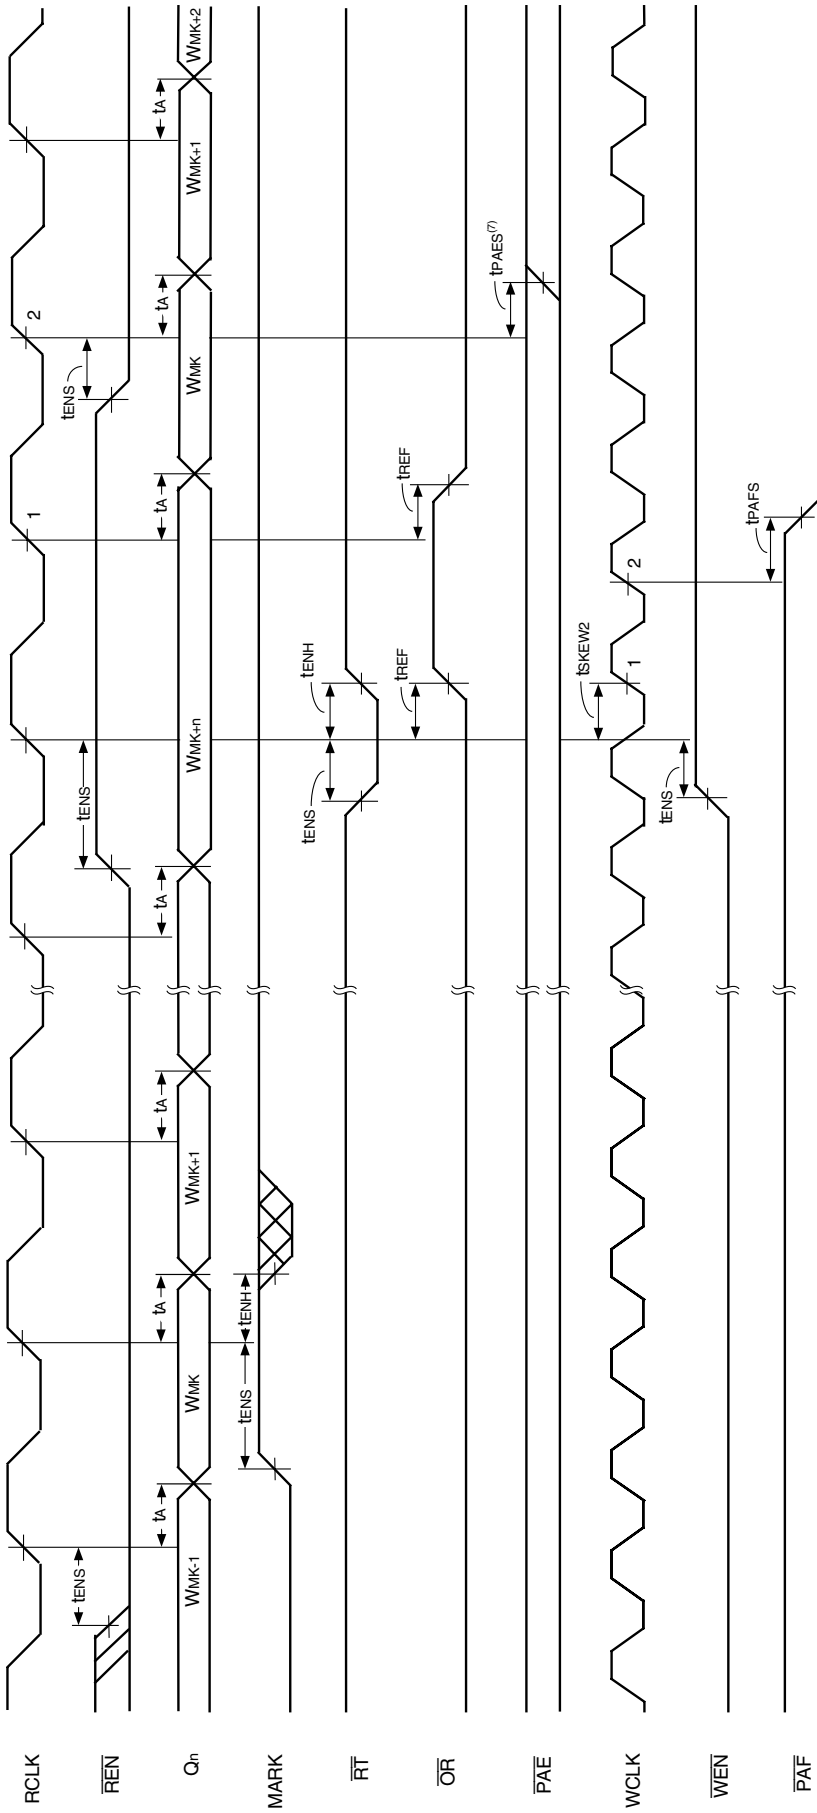 RCLK
1
2
REN
tENS
tENS
tENS
Qn
WMK-1
tA
WMK
tA
WMK+1
tA
tA
WMK+n
tA
WMK
tA
WMK+1
tA
WMK+2
MARK
tENS
tENH
RT
tENS
tENH
OR
tREF
tREF
PAE
tPAES(7)
WCLK
tSKEW2
1
2
WEN
tENS
PAF
tPAFS